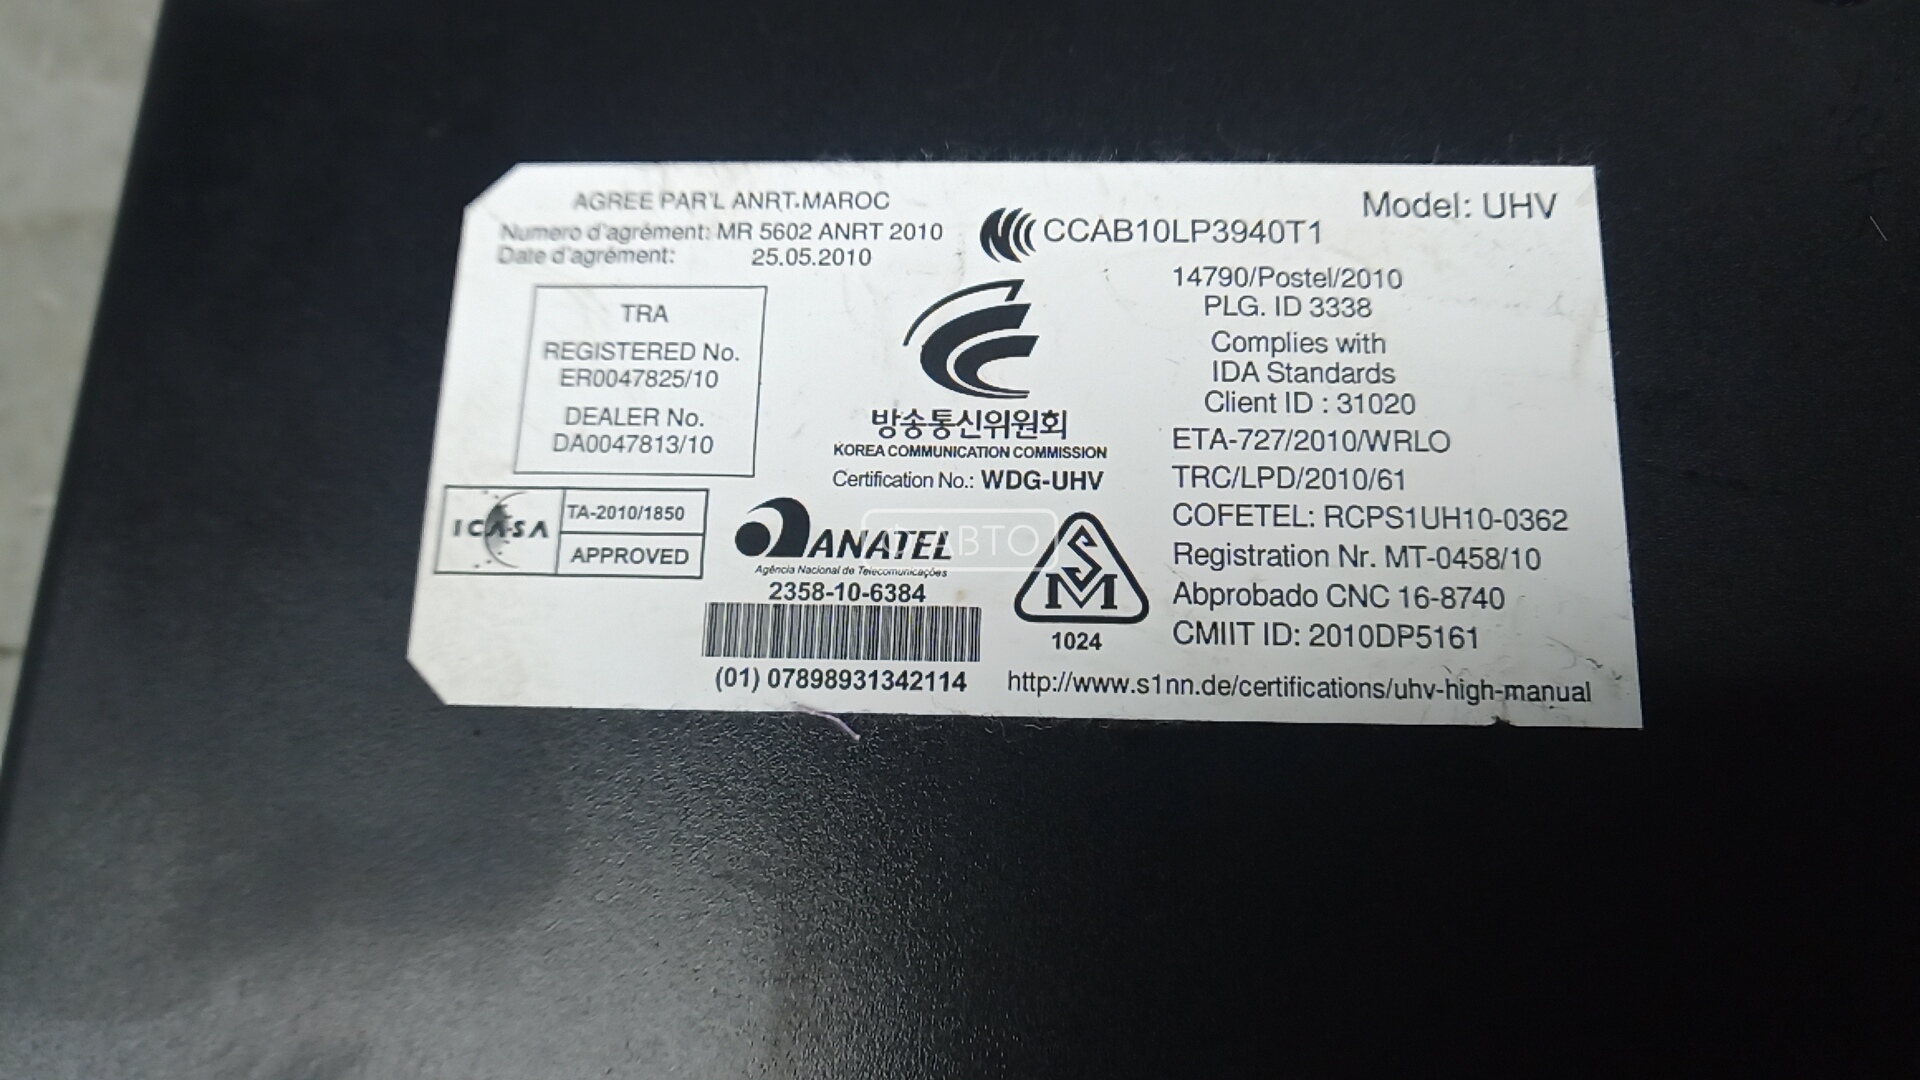 AGREE PAR'L ANRT.MAROC
Numero d'agrément: MR 5602 ANRT 2010
Date d'agrément: 25.05.2010
TRA
REGISTERED No.
ER0047825/10
DEALER No.
DA0047813/10
ICASA
TA-2010/1850
APPROVED
CCAB10LP3940T1
방송통신위원회
KOREA COMMUNICATION COMMISSION
Certification No.: WDG-UHV
ANATEL
Agência Nacional de Telecomunicações
2358-10-6384
(01) 07898931342114
SM
1024
Model: UHV
14790/Postel/2010
PLG. ID 3338
Complies with
IDA Standards
Client ID : 31020
ETA-727/2010/WRLO
TRC/LPD/2010/61
COFETEL: RCPS1UH10-0362
Registration Nr. MT-0458/10
Abprobado CNC 16-8740
CMIIT ID: 2010DP5161
http://www.s1nn.de/certifications/uhv-high-manual